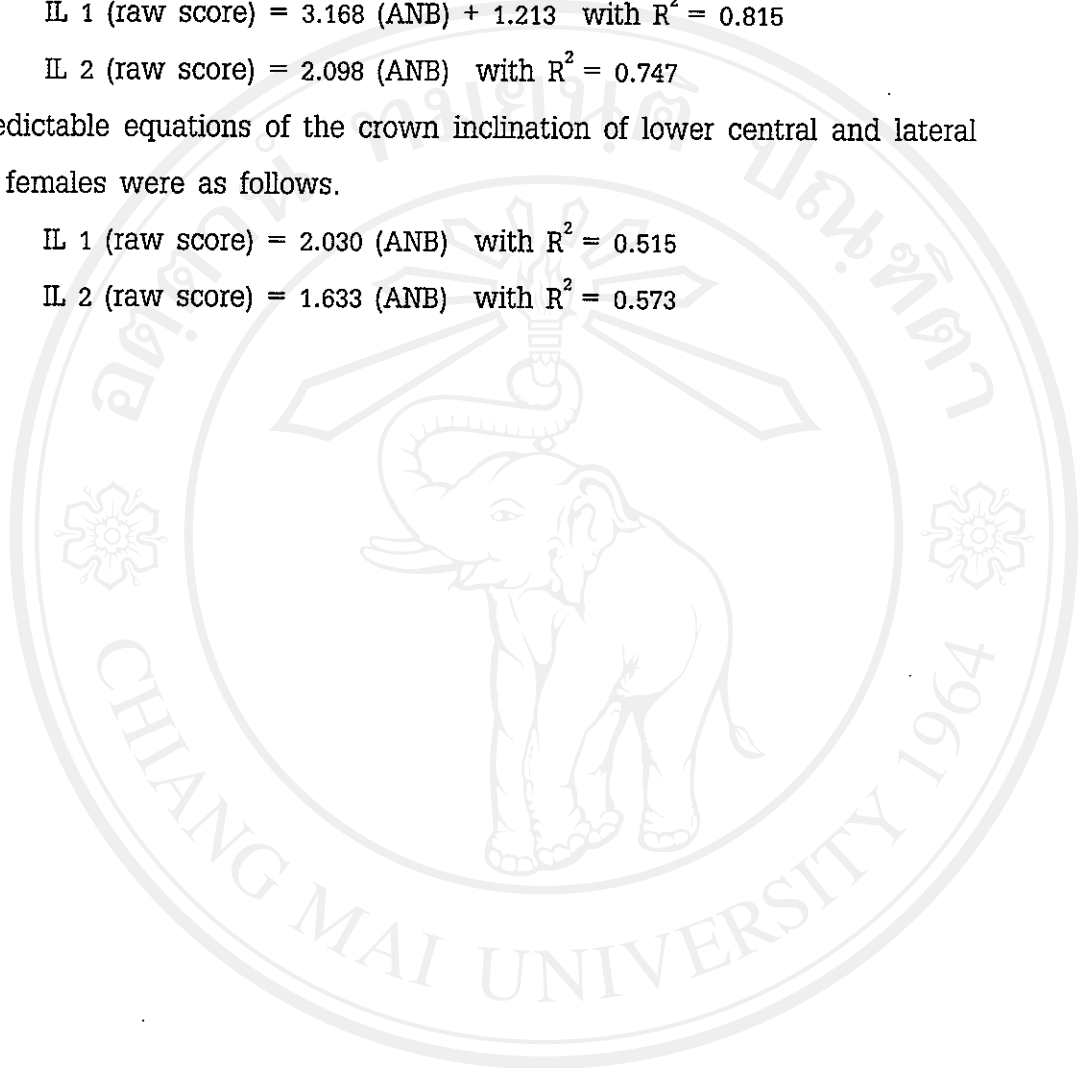 IL 1 (raw score) = 3.168 (ANB) + 1.213 with R² = 0.815
IL 2 (raw score) = 2.098 (ANB) with R² = 0.747
edictable equations of the crown inclination of lower central and lateral
females were as follows.
IL 1 (raw score) = 2.030 (ANB) with R² = 0.515
IL 2 (raw score) = 1.633 (ANB) with R² = 0.573
CHIANG MAI UNIVERSITY 1964